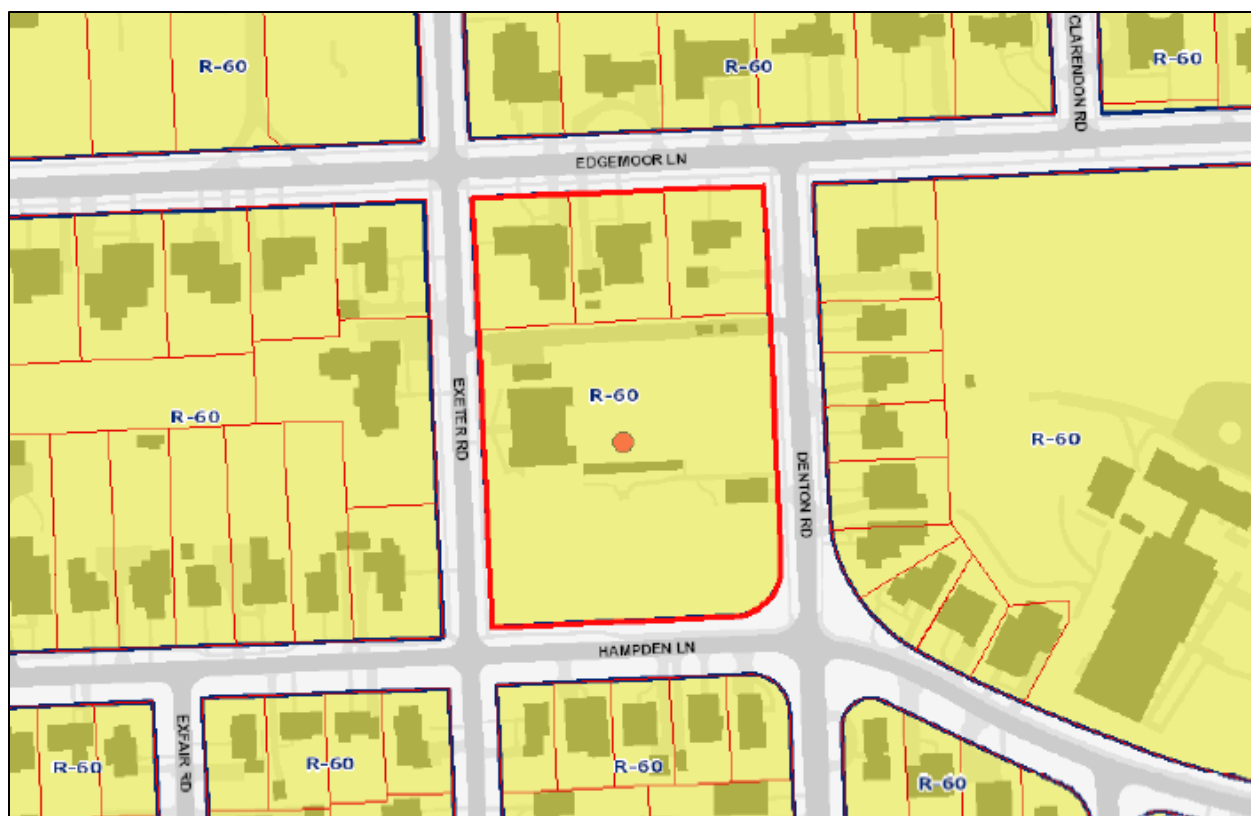 R-60
R-60
CLARENDON RD
R-60
EDGEMOOR LN
R-60
EXETER RD
R-60
DENTON RD
R-60
HAMPDEN LN
EXFAIR RD
R-60
R-60
R-60
R-60